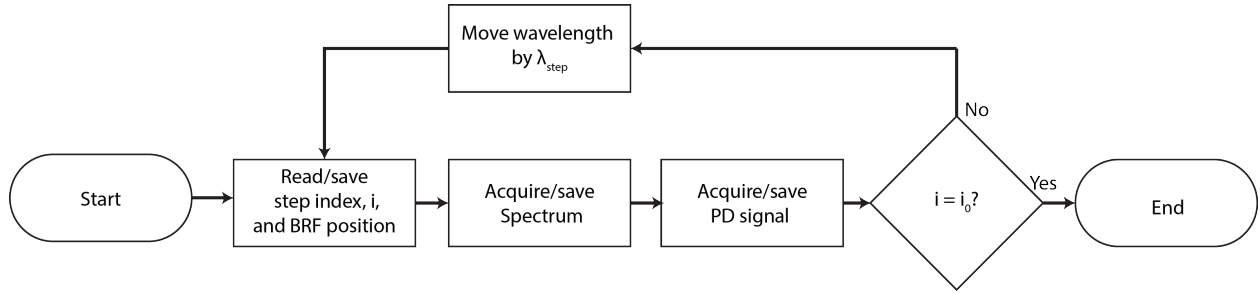 Move wavelength
by λstep
No
Start
Read/save
step index, i,
and BRF position
Acquire/save
Spectrum
Acquire/save
PD signal
i = i0?
Yes
End